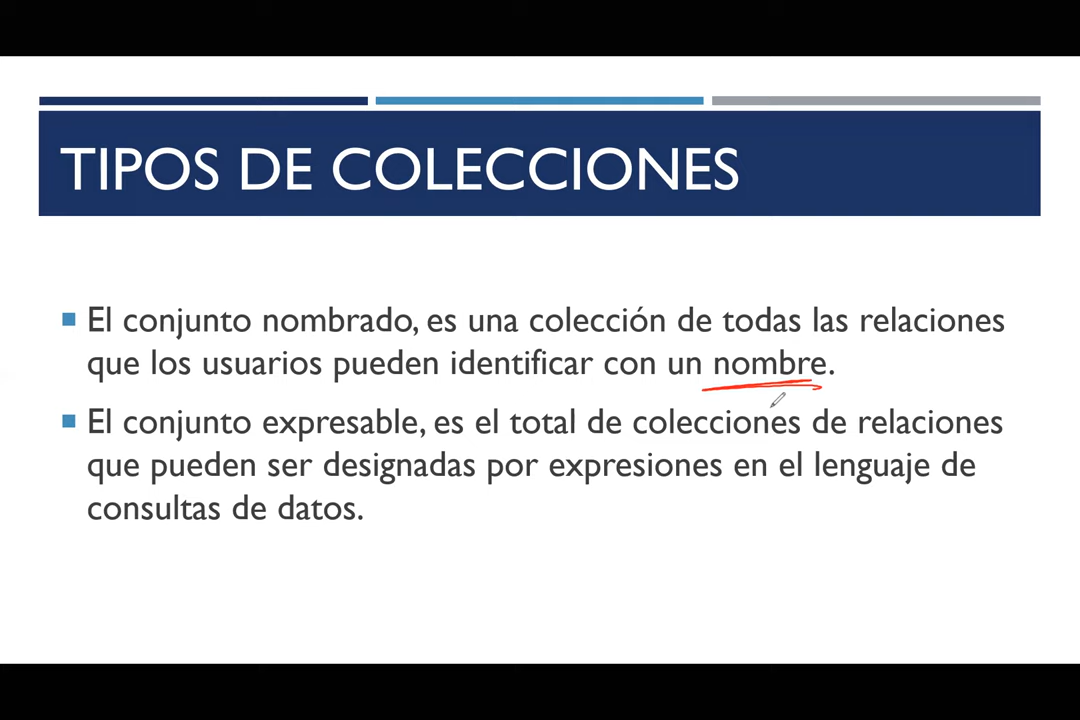 TIPOS DE COLECCIONES
El conjunto nombrado, es una colección de todas las relaciones
que los usuarios pueden identificar con un nombre.
El conjunto expresable, es el total de colecciones de relaciones
que pueden ser designadas por expresiones en el lenguaje de
consultas de datos.